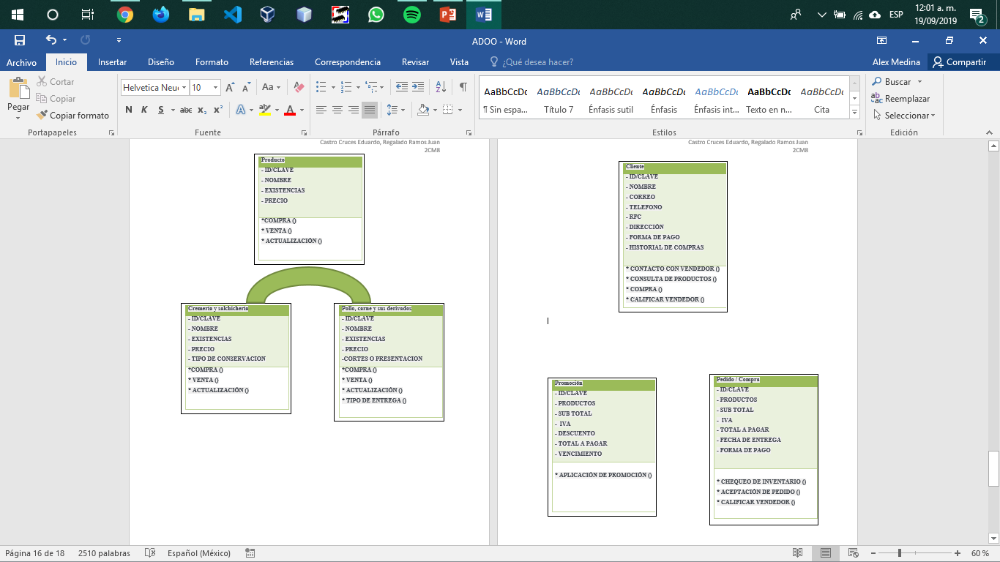 ESP
12:01 a. m.
19/09/2019
2
ADOO - Word
Archivo
Inicio
Insertar
Diseño
Formato
Referencias
Correspondencia
Revisar
Vista
¿Qué desea hacer?
Alex Medina
Compartir
Pegar
Cortar
Copiar
Copiar formato
Portapapeles
Helvetica Neu
10
N K S abc x₂ x²
Fuente
Párrafo
AaBbCcDc
¶ Sin espa...
AaBbCcDc
Título 7
AaBbCcDc
Énfasis sutil
AaBbCcDc
Énfasis
AaBbCcDc
Énfasis int...
AaBbCcDc
Texto en n...
AaBbCcDc
Cita
Estilos
Buscar
Reemplazar
Seleccionar
Edición
Castro Cruces Eduardo, Regalado Ramos Juan
2CM8
Producto
- ID/CLAVE
- NOMBRE
- EXISTENCIAS
- PRECIO
*COMPRA ()
* VENTA ()
* ACTUALIZACIÓN ()
Cremería y salchichería
- ID/CLAVE
- NOMBRE
- EXISTENCIAS
- PRECIO
- TIPO DE CONSERVACION
*COMPRA ()
* VENTA ()
* ACTUALIZACIÓN ()
Pollo, carne y sus derivados
- ID/CLAVE
- NOMBRE
- EXISTENCIAS
- PRECIO
-CORTES O PRESENTACION
*COMPRA ()
* VENTA ()
* ACTUALIZACIÓN ()
* TIPO DE ENTREGA ()
Castro Cruces Eduardo, Regalado Ramos Juan
2CM8
Cliente
- ID/CLAVE
- NOMBRE
- CORREO
- TELEFONO
- RFC
- DIRECCIÓN
- FORMA DE PAGO
- HISTORIAL DE COMPRAS
* CONTACTO CON VENDEDOR ()
* CONSULTA DE PRODUCTOS ()
* COMPRA ()
* CALIFICAR VENDEDOR ()
Promoción
- ID/CLAVE
- PRODUCTOS
- SUB TOTAL
- IVA
- DESCUENTO
- TOTAL A PAGAR
- VENCIMIENTO
* APLICACIÓN DE PROMOCIÓN ()
Pedido / Compra
- ID/CLAVE
- PRODUCTOS
- SUB TOTAL
- IVA
- TOTAL A PAGAR
- FECHA DE ENTREGA
- FORMA DE PAGO
* CHEQUEO DE INVENTARIO ()
* ACEPTACIÓN DE PEDIDO ()
* CALIFICAR VENDEDOR ()
Página 16 de 18
2510 palabras
Español (México)
60 %